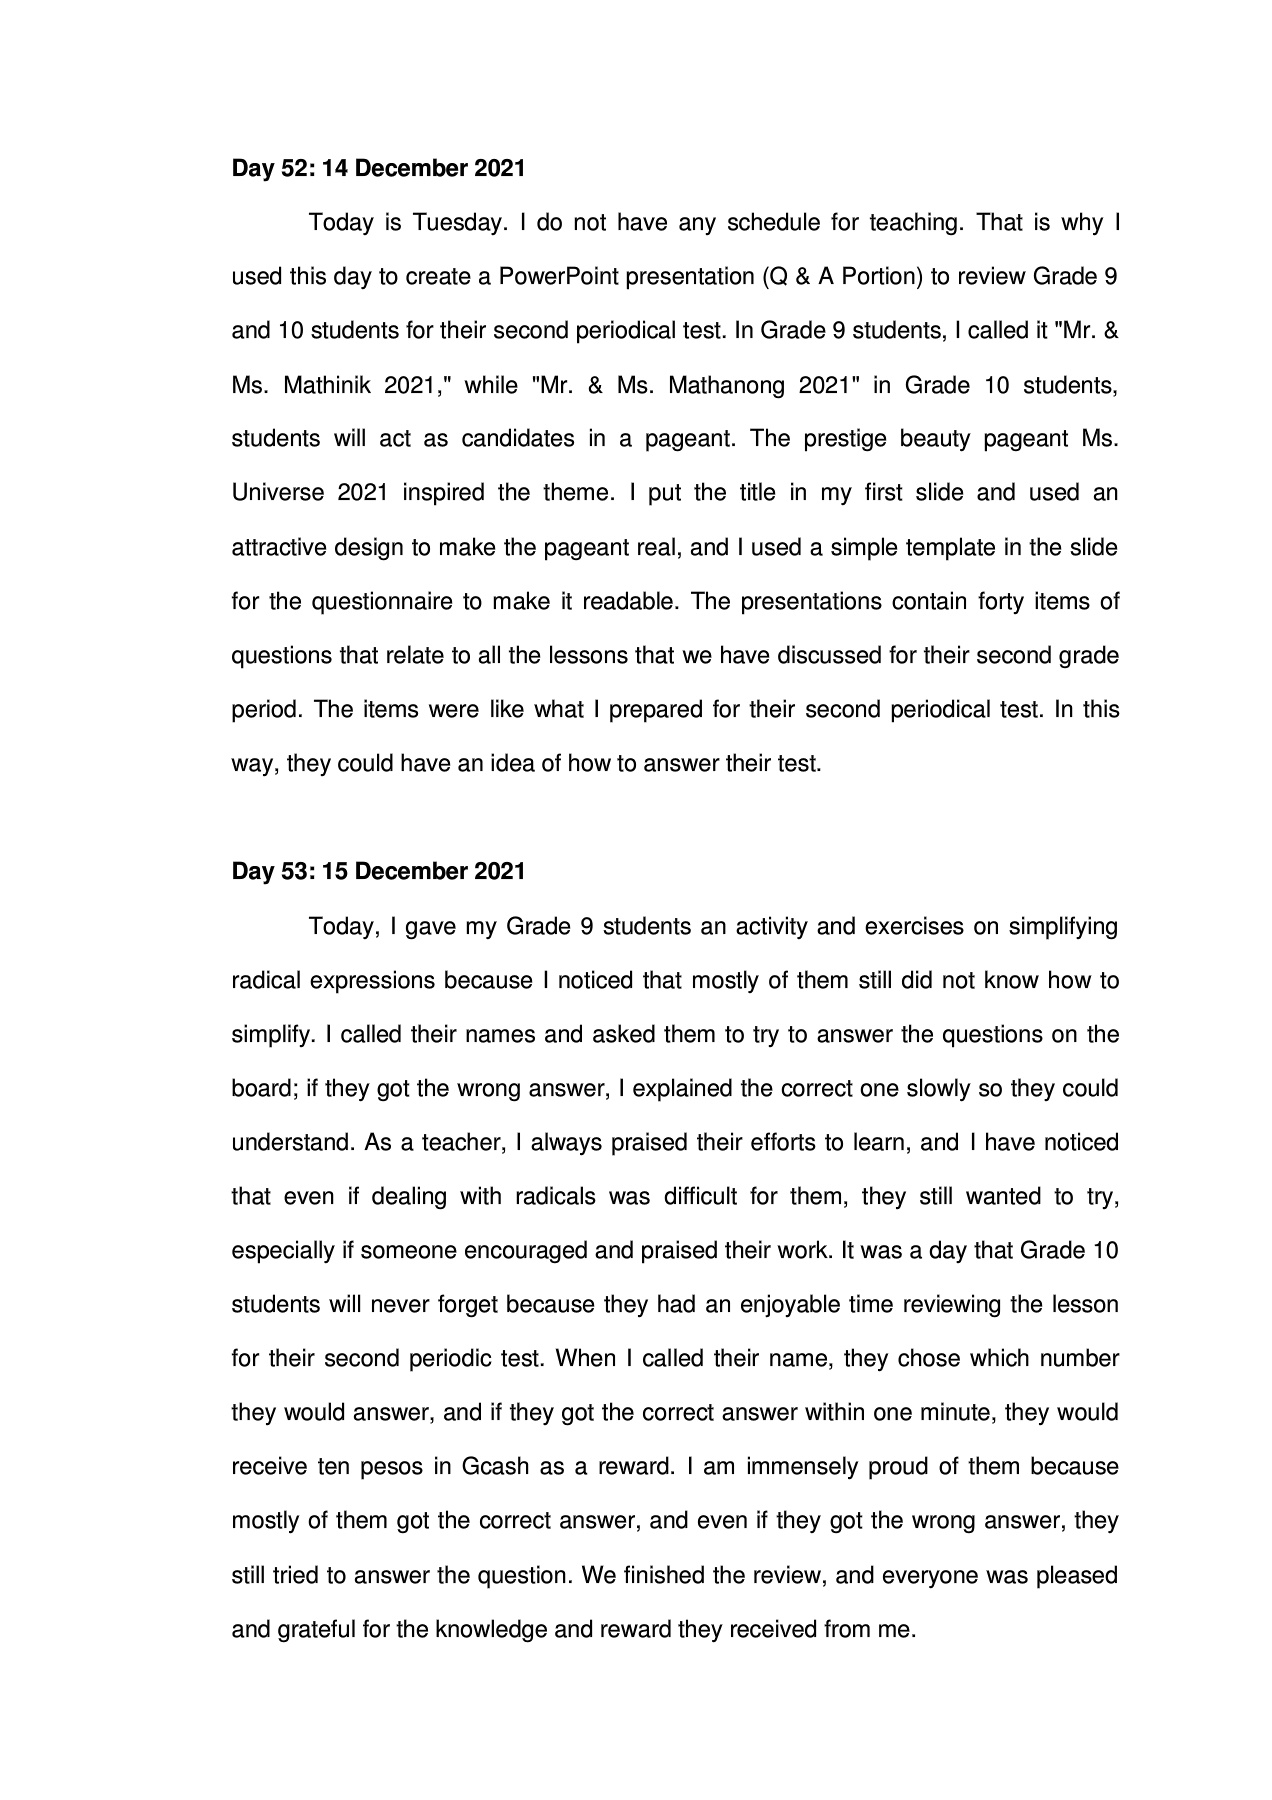 Day 52: 14 December 2021
Today is Tuesday. I do not have any schedule for teaching. That is why I
used this day to create a PowerPoint presentation (Q & A Portion) to review Grade 9
and 10 students for their second periodical test. In Grade 9 students, I called it "Mr. &
Ms. Mathinik 2021," while "Mr. & Ms. Mathanong 2021" in Grade 10 students,
students will act as candidates in a pageant. The prestige beauty pageant Ms.
Universe 2021 inspired the theme. I put the title in my first slide and used an
attractive design to make the pageant real, and I used a simple template in the slide
for the questionnaire to make it readable. The presentations contain forty items of
questions that relate to all the lessons that we have discussed for their second grade
period. The items were like what I prepared for their second periodical test. In this
way, they could have an idea of how to answer their test.
Day 53: 15 December 2021
Today, I gave my Grade 9 students an activity and exercises on simplifying
radical expressions because I noticed that mostly of them still did not know how to
simplify. I called their names and asked them to try to answer the questions on the
board; if they got the wrong answer, I explained the correct one slowly so they could
understand. As a teacher, I always praised their efforts to learn, and I have noticed
that even if dealing with radicals was difficult for them, they still wanted to try,
especially if someone encouraged and praised their work. It was a day that Grade 10
students will never forget because they had an enjoyable time reviewing the lesson
for their second periodic test. When I called their name, they chose which number
they would answer, and if they got the correct answer within one minute, they would
receive ten pesos in Gcash as a reward. I am immensely proud of them because
mostly of them got the correct answer, and even if they got the wrong answer, they
still tried to answer the question. We finished the review, and everyone was pleased
and grateful for the knowledge and reward they received from me.